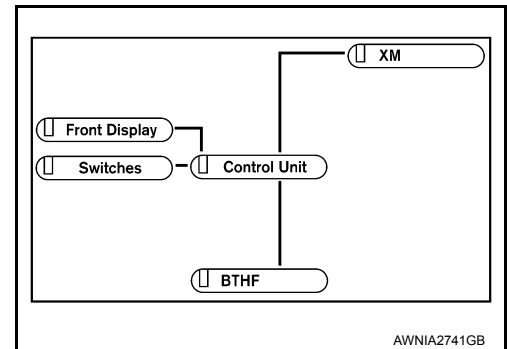 XM
Front Display
Switches
Control Unit
BTHF
AWNIA2741GB